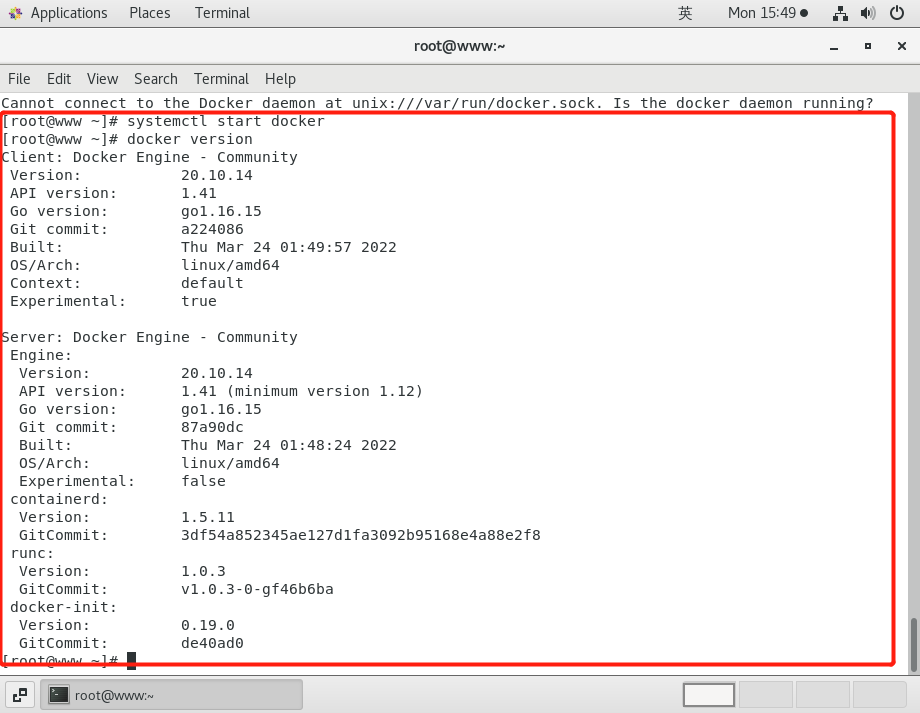 Applications Places Terminal 英 Mon 15:49
root@www:~
File Edit View Search Terminal Help
Cannot connect to the Docker daemon at unix:///var/run/docker.sock. Is the docker daemon running?
[root@www ~]# systemctl start docker
[root@www ~]# docker version
Client: Docker Engine - Community
Version: 20.10.14
API version: 1.41
Go version: go1.16.15
Git commit: a224086
Built: Thu Mar 24 01:49:57 2022
OS/Arch: linux/amd64
Context: default
Experimental: true
Server: Docker Engine - Community
Engine:
Version: 20.10.14
API version: 1.41 (minimum version 1.12)
Go version: go1.16.15
Git commit: 87a90dc
Built: Thu Mar 24 01:48:24 2022
OS/Arch: linux/amd64
Experimental: false
containerd:
Version: 1.5.11
GitCommit: 3df54a852345ae127d1fa3092b95168e4a88e2f8
runc:
Version: 1.0.3
GitCommit: v1.0.3-0-gf46b6ba
docker-init:
Version: 0.19.0
GitCommit: de40ad0
[root@www ~]#
root@www:~